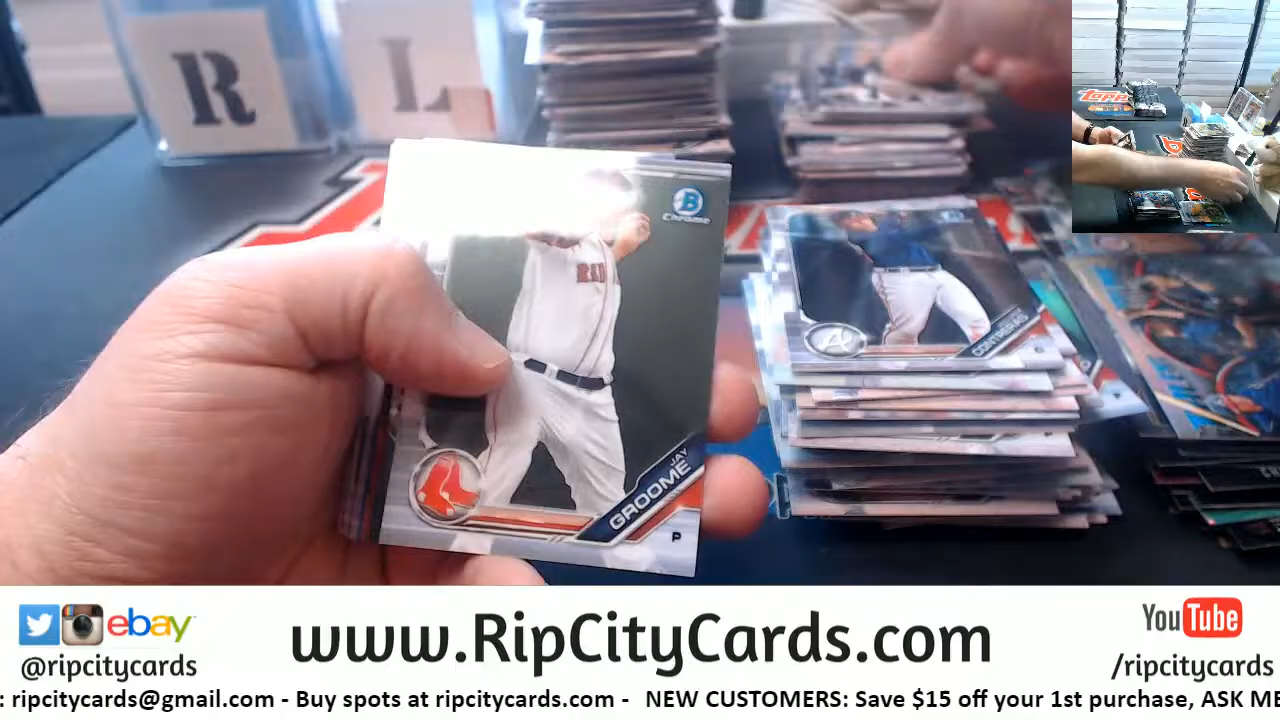 R L
B
Chrome
RED
JAY
GROOME
P
A
CONTRERAS
Topps
www.RipCityCards.com
ebay
@ripcitycards
YouTube
/ripcitycards
: ripcitycards@gmail.com - Buy spots at ripcitycards.com - NEW CUSTOMERS: Save $15 off your 1st purchase, ASK ME